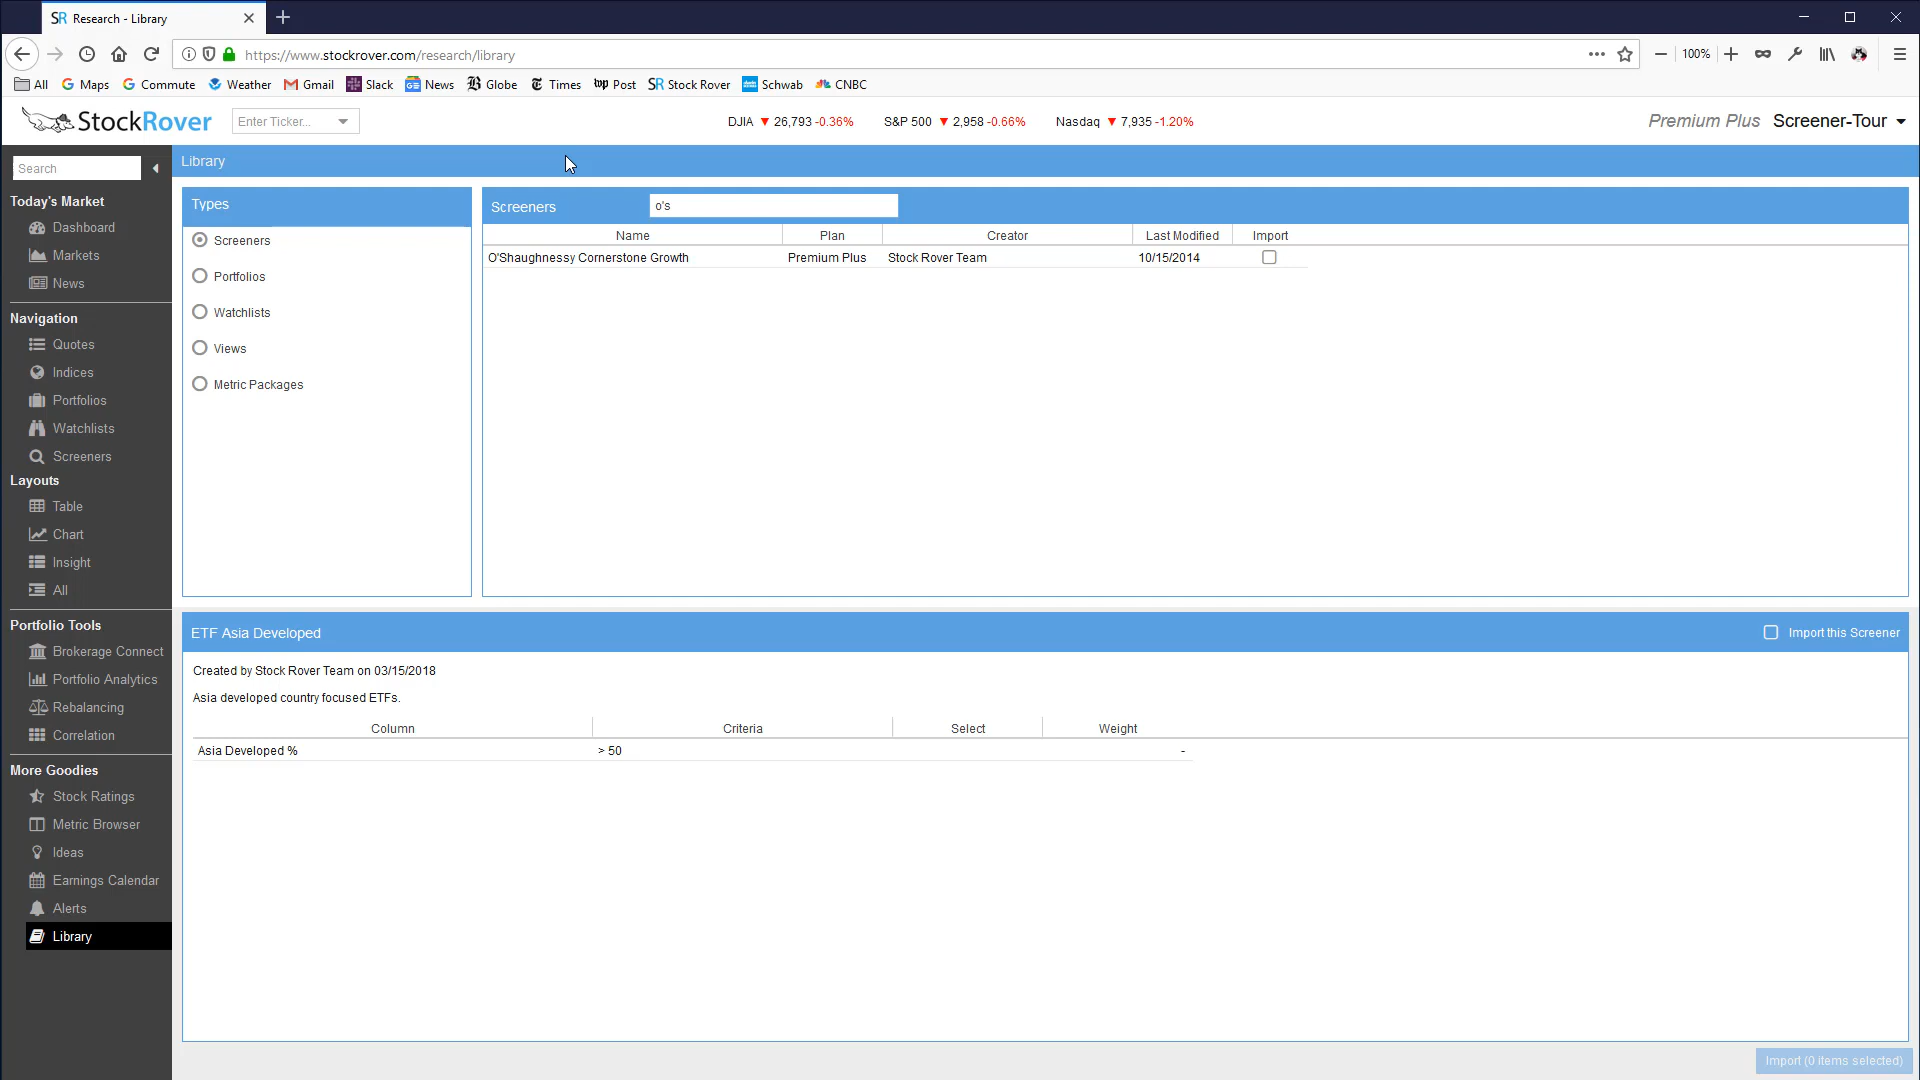 Research - Library
https://www.stockrover.com/research/library
100%
All Maps Commute Weather Gmail Slack News Globe Times Post Stock Rover Schwab CNBC
StockRover
Enter Ticker...
DJIA ▼ 26,793 -0.36% S&P 500 ▼ 2,958 -0.66% Nasdaq ▼ 7,935 -1.20%
Premium Plus Screener-Tour
Search
Today's Market
Dashboard
Markets
News
Navigation
Quotes
Indices
Portfolios
Watchlists
Screeners
Layouts
Table
Chart
Insight
All
Portfolio Tools
Brokerage Connect
Portfolio Analytics
Rebalancing
Correlation
More Goodies
Stock Ratings
Metric Browser
Ideas
Earnings Calendar
Alerts
Library
Library
Types
Screeners
Portfolios
Watchlists
Views
Metric Packages
Screeners o's
Name Plan Creator Last Modified Import
O'Shaughnessy Cornerstone Growth Premium Plus Stock Rover Team 10/15/2014
ETF Asia Developed Import this Screener
Created by Stock Rover Team on 03/15/2018
Asia developed country focused ETFs.
Column Criteria Select Weight
Asia Developed % > 50 -
Import (0 items selected)